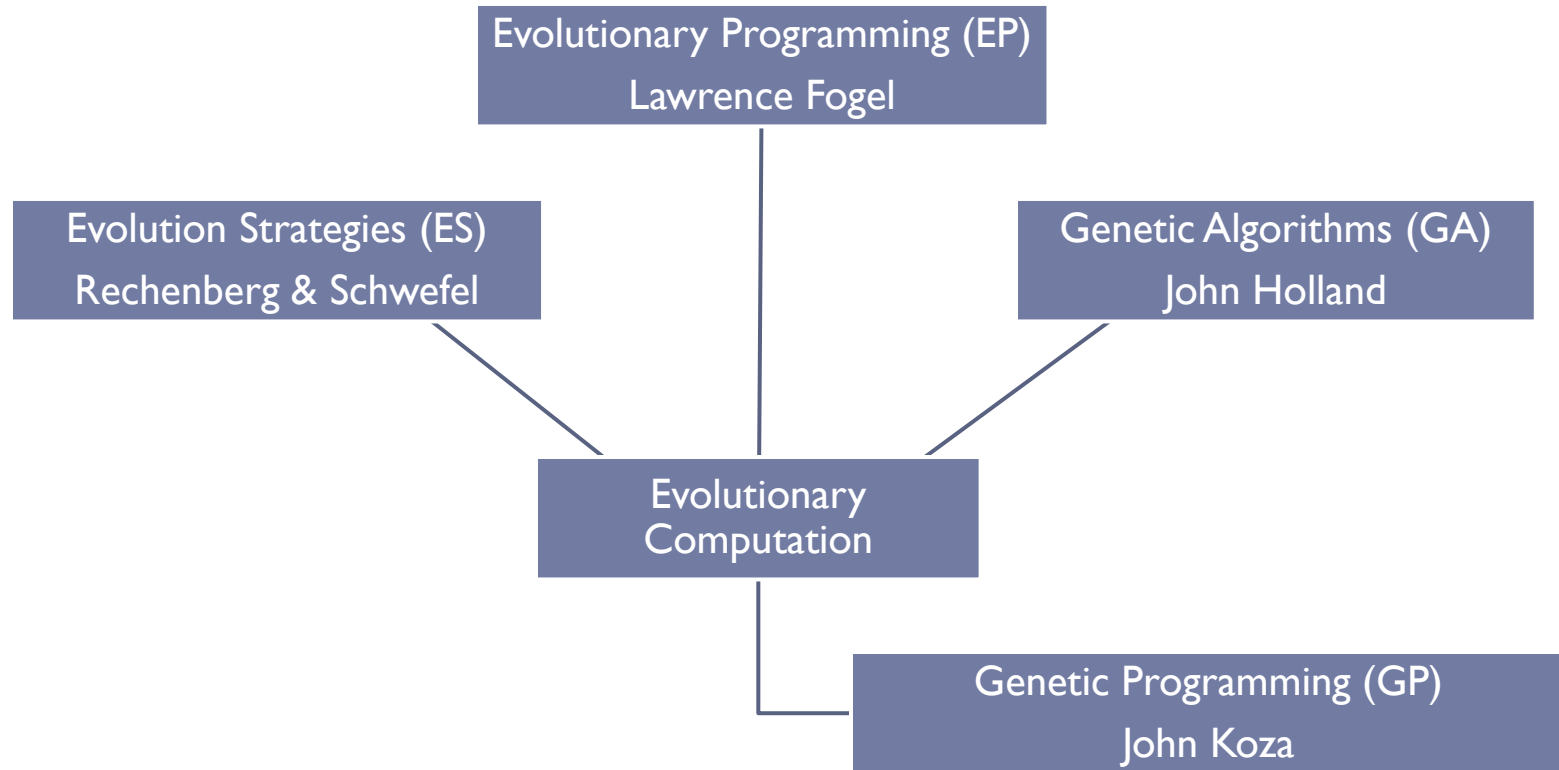 Evolutionary Programming (EP)
Lawrence Fogel
Evolution Strategies (ES)
Rechenberg & Schwefel
Genetic Algorithms (GA)
John Holland
Evolutionary
Computation
Genetic Programming (GP)
John Koza